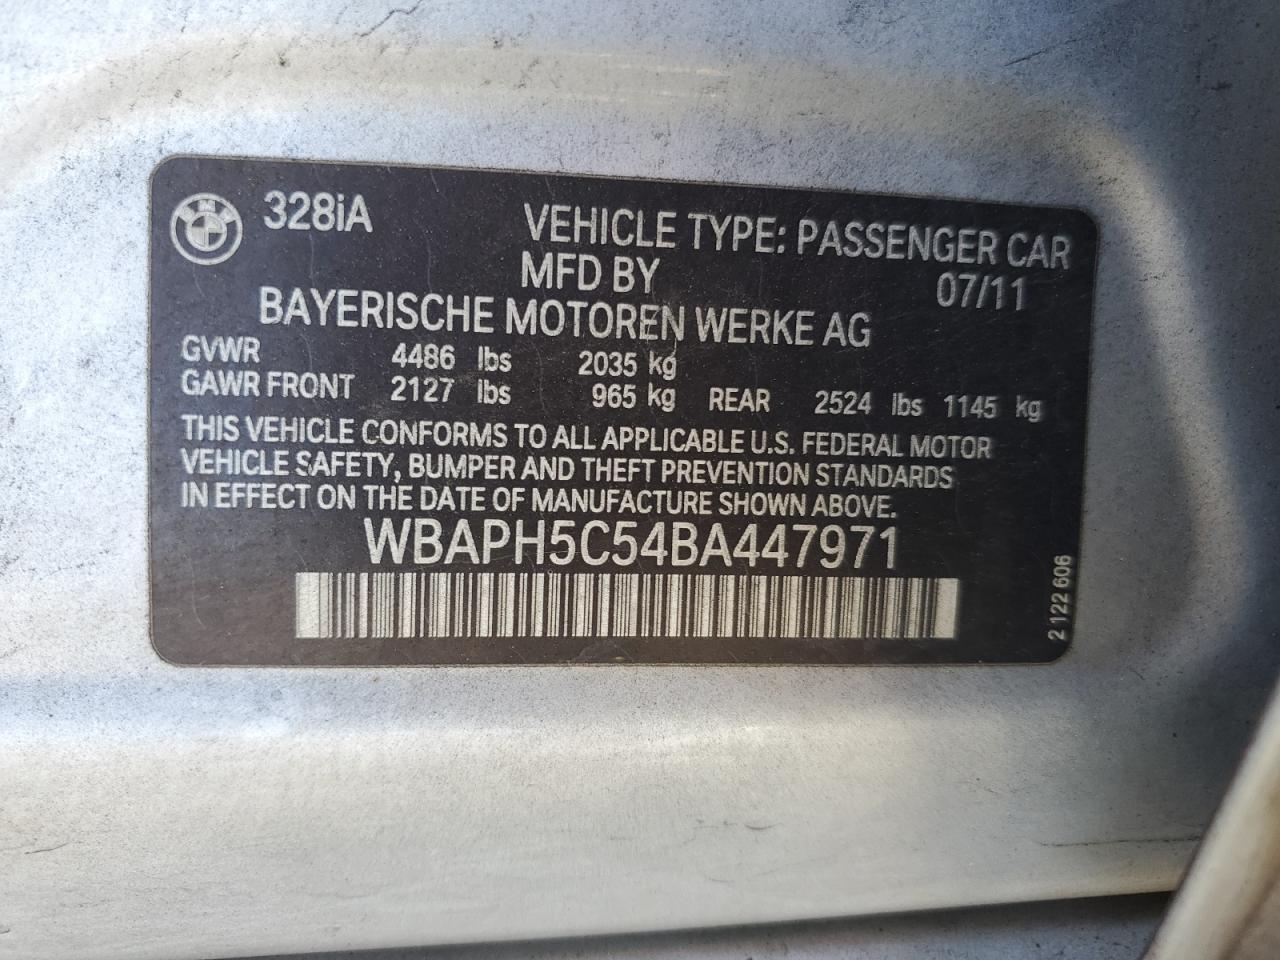 BMW 328iA
VEHICLE TYPE: PASSENGER CAR
MFD BY 07/11
BAYERISCHE MOTOREN WERKE AG
GVWR 4486 lbs 2035 kg
GAWR FRONT 2127 lbs 965 kg REAR 2524 lbs 1145 kg
THIS VEHICLE CONFORMS TO ALL APPLICABLE U.S. FEDERAL MOTOR
VEHICLE SAFETY, BUMPER AND THEFT PREVENTION STANDARDS
IN EFFECT ON THE DATE OF MANUFACTURE SHOWN ABOVE.
WBAPH5C54BA447971
2 122 606